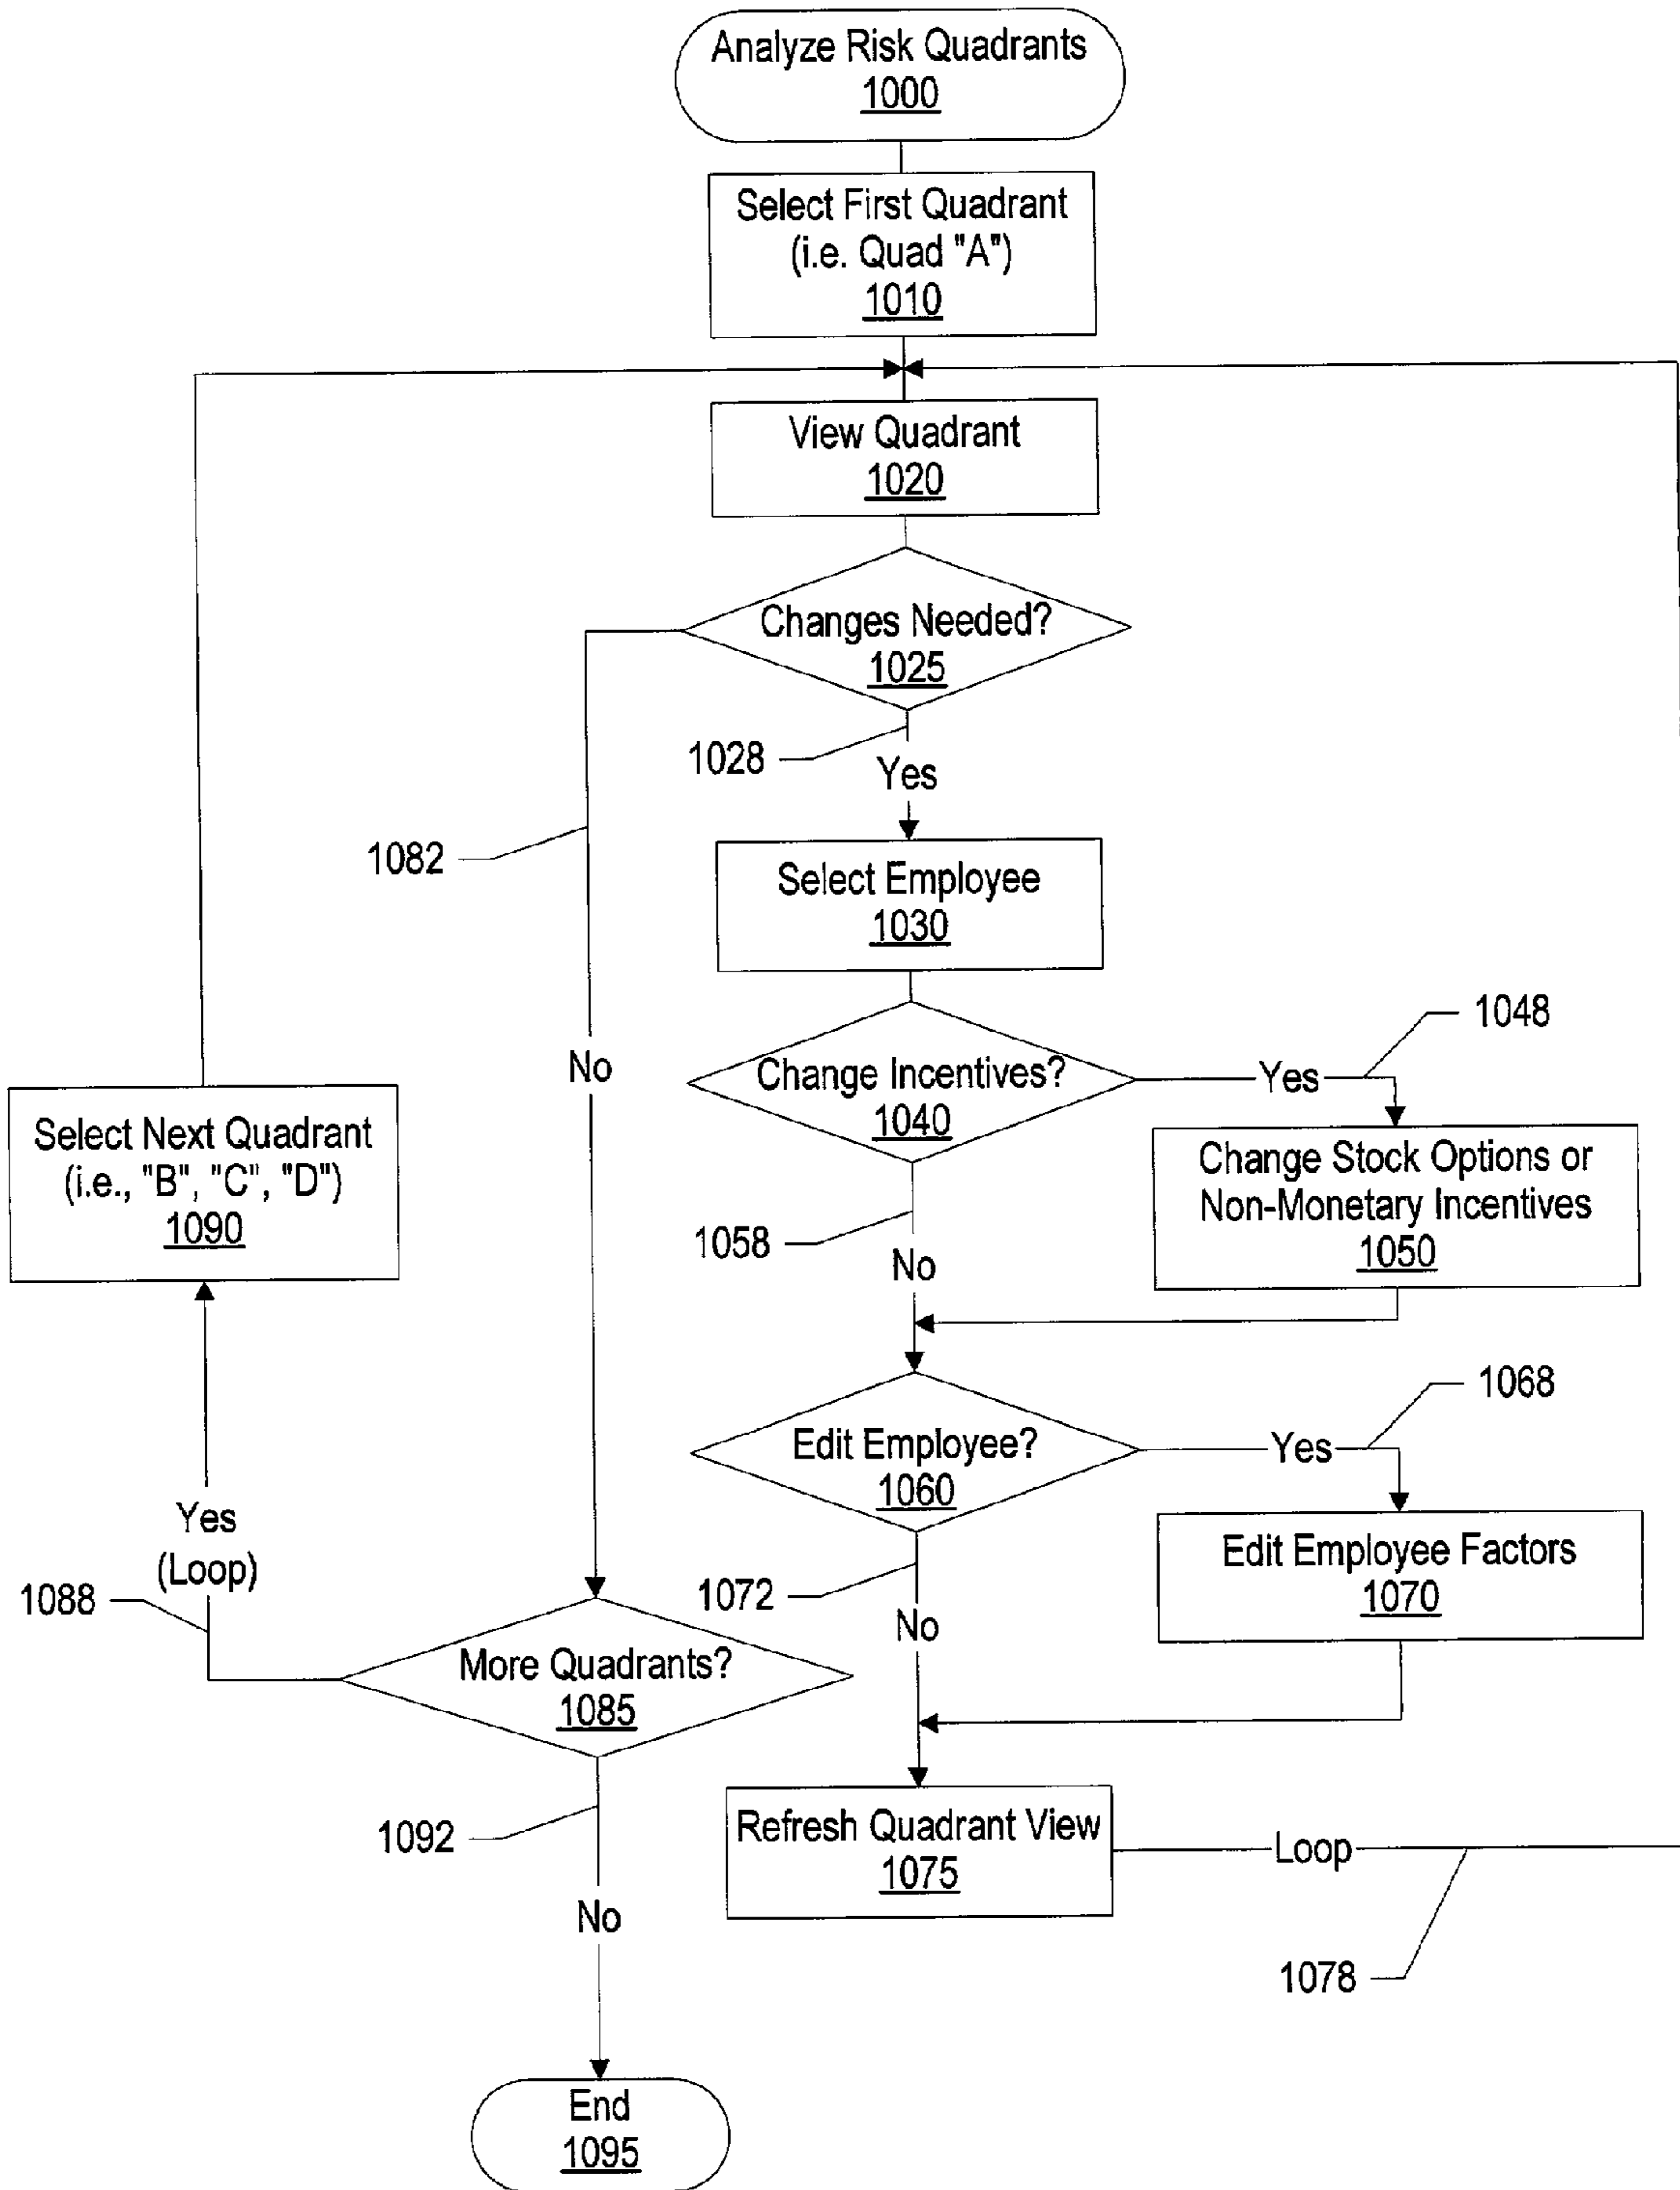 Analyze Risk Quadrants
1000
Select First Quadrant
(i.e. Quad "A")
1010
View Quadrant
1020
Changes Needed?
1025
1028
Yes
1082
Select Employee
1030
1048
No
Change Incentives?
1040
Yes
Select Next Quadrant
(i.e., "B", "C", "D")
1090
Change Stock Options or
Non-Monetary Incentives
1050
1058
No
1068
Edit Employee?
1060
Yes
Yes
(Loop)
1088
Edit Employee Factors
1070
1072
No
More Quadrants?
1085
1092
Refresh Quadrant View
1075
Loop
No
1078
End
1095